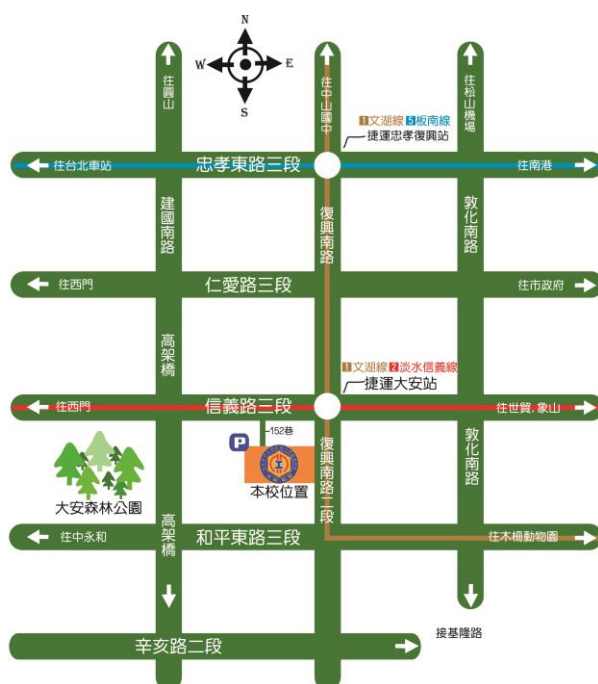 N
W
E
S
往圓山
往中山國中
往松山機場
1文湖線 5板南線
捷運忠孝復興站
往台北車站
忠孝東路三段
往南港
建國南路
復興南路
敦化南路
往西門
仁愛路三段
往市政府
高架橋
1文湖線 2淡水信義線
捷運大安站
往西門
信義路三段
往世貿.象山
152巷
P
復興南路二段
敦化南路
本校位置
大安森林公園
高架橋
往中永和
和平東路三段
往木柵動物園
辛亥路二段
接基隆路